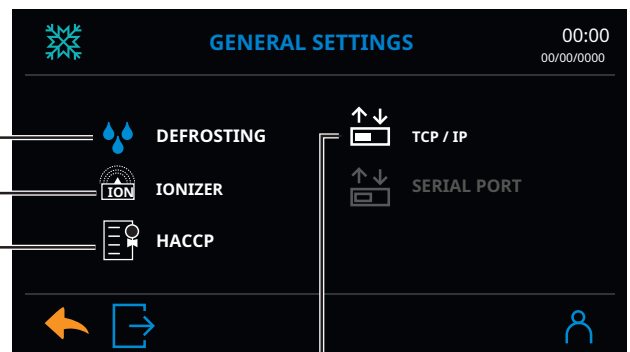 GENERAL SETTINGS
00:00
00/00/0000
DEFROSTING
TCP / IP
ION
IONIZER
SERIAL PORT
HACCP